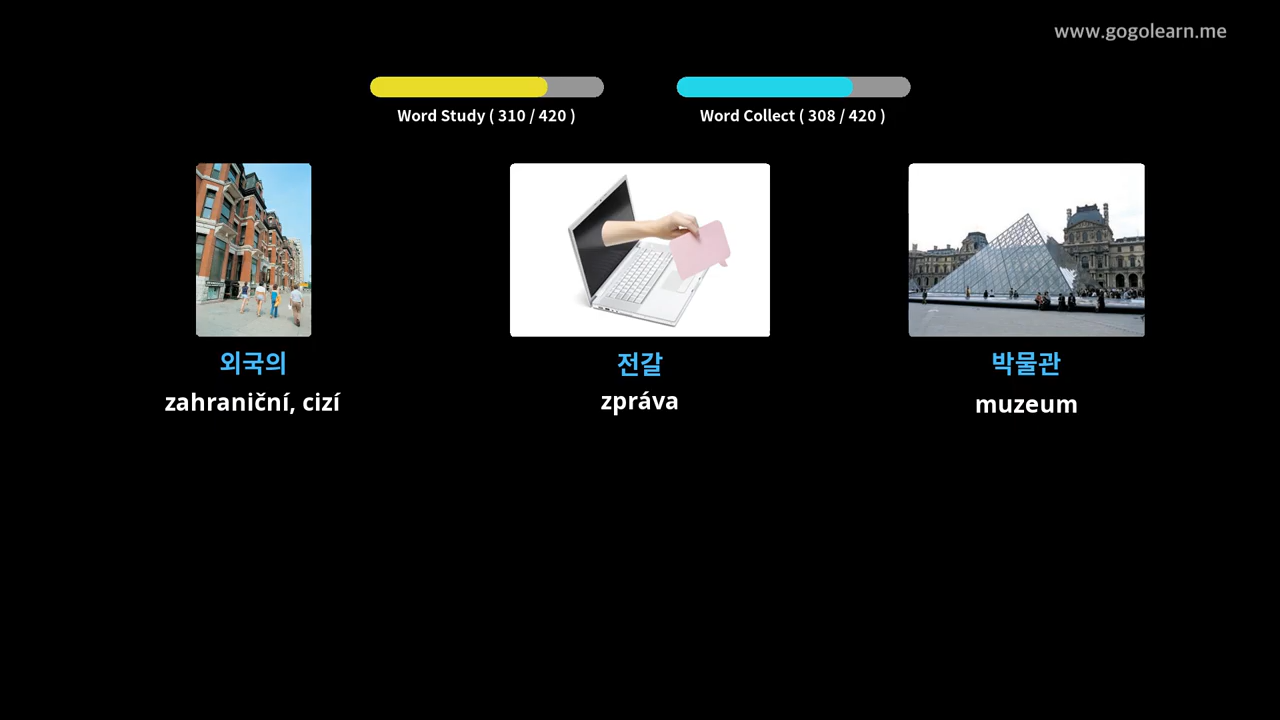 www.gogolearn.me
Word Study ( 310 / 420 )
Word Collect ( 308 / 420 )
외국의
전갈
박물관
zahraniční, cizí
zpráva
muzeum